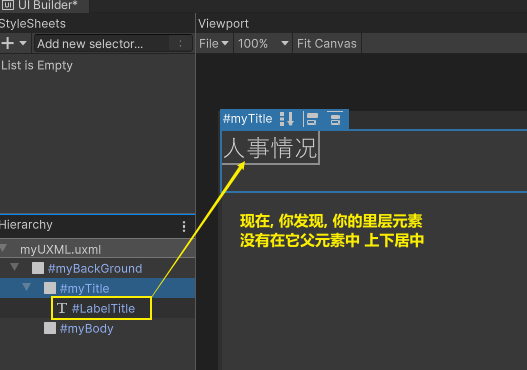 UI Builder*
StyleSheets
Add new selector...
List is Empty
Viewport
File 100% Fit Canvas
#myTitle
人事情况
现在, 你发现, 你的里层元素
没有在它父元素中 上下居中
Hierarchy
myUXML.uxml
#myBackGround
#myTitle
T #LabelTitle
#myBody